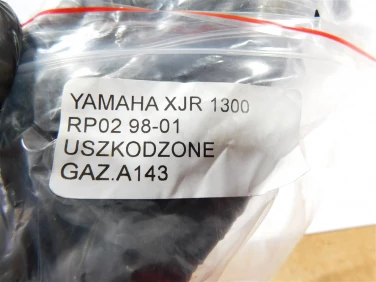 YAMAHA XJR 1300
RP02 98-01
USZKODZONE
GAZ.A143